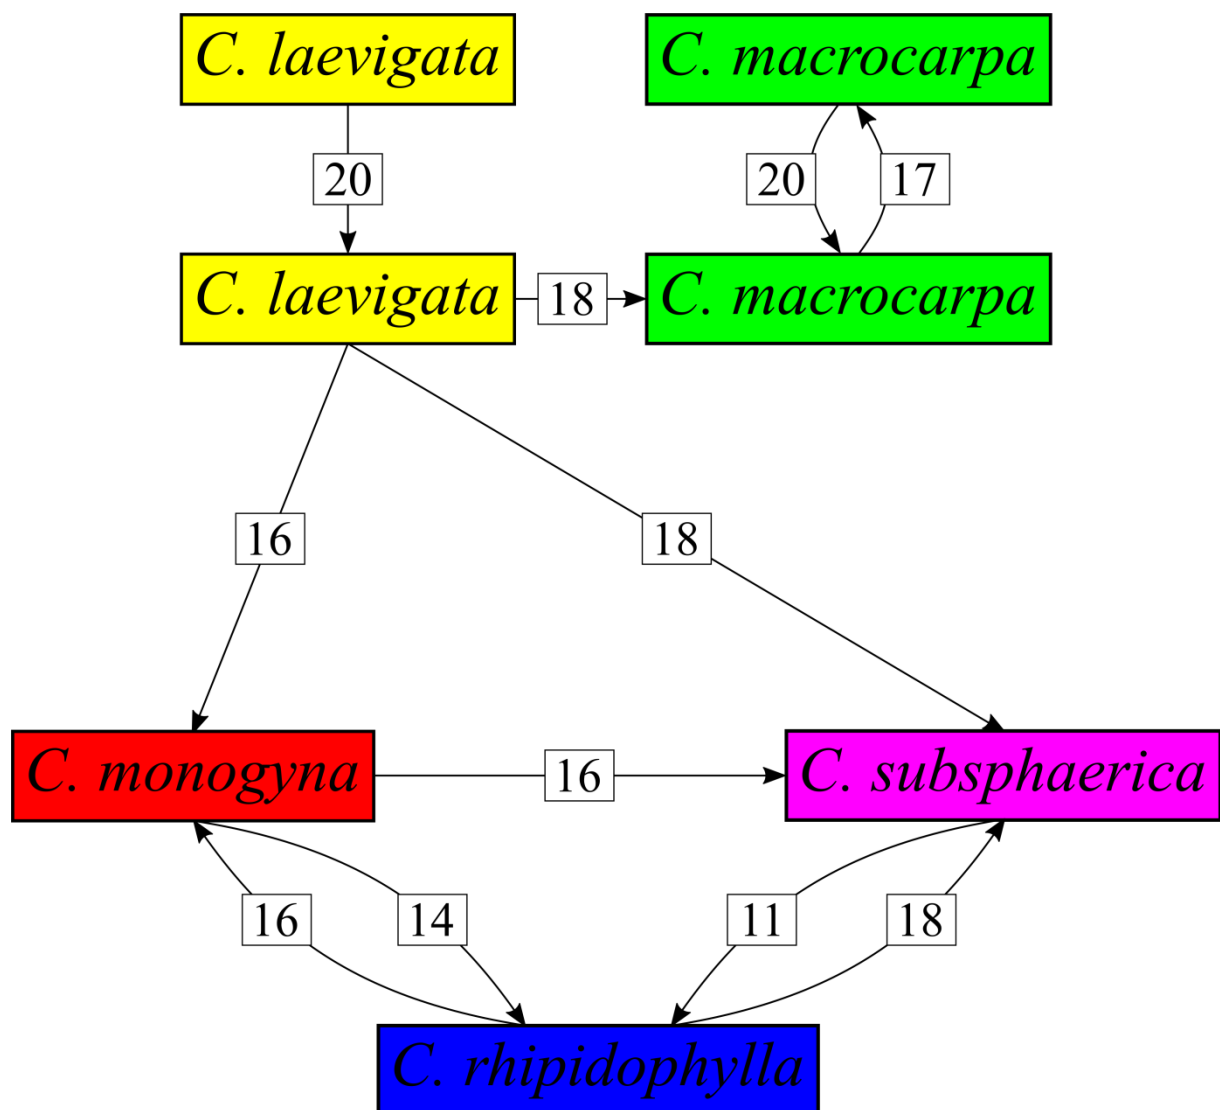 C. laevigata
C. macrocarpa
20
20
17
C. laevigata
18
C. macrocarpa
16
18
C. monogyna
16
C. subsphaerica
16
14
11
18
C. rhipidophylla